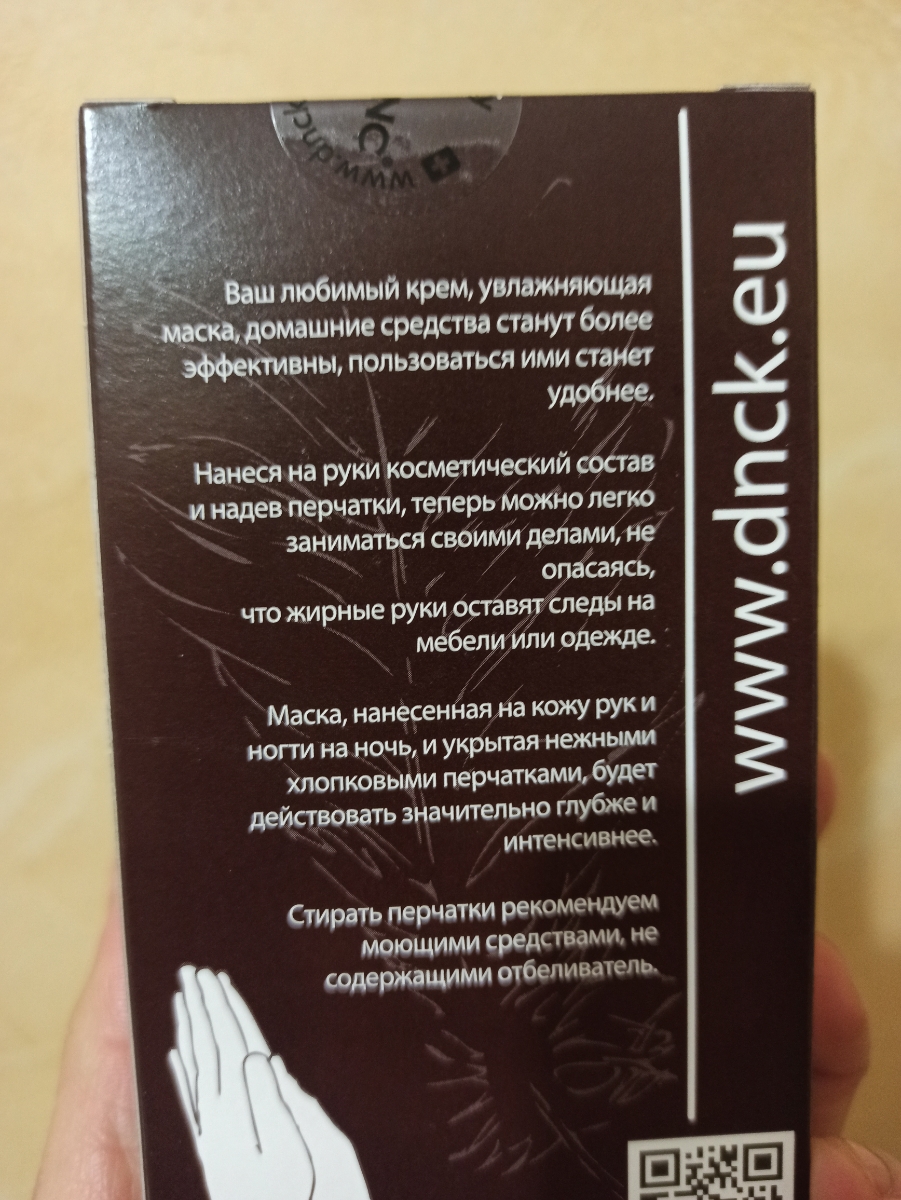 DNC
www.dnck
Ваш любимый крем, увлажняющая
маска, домашние средства станут более
эффективны, пользоваться ими станет
удобнее.
Нанеся на руки косметический состав
и надев перчатки, теперь можно легко
заниматься своими делами, не
опасаясь,
что жирные руки оставят следы на
мебели или одежде.
Маска, нанесенная на кожу рук и
ногти на ночь, и укрытая нежными
хлопковыми перчатками, будет
действовать значительно глубже и
интенсивнее.
Стирать перчатки рекомендуем
моющими средствами, не
содержащими отбеливатель.
www.dnck.eu